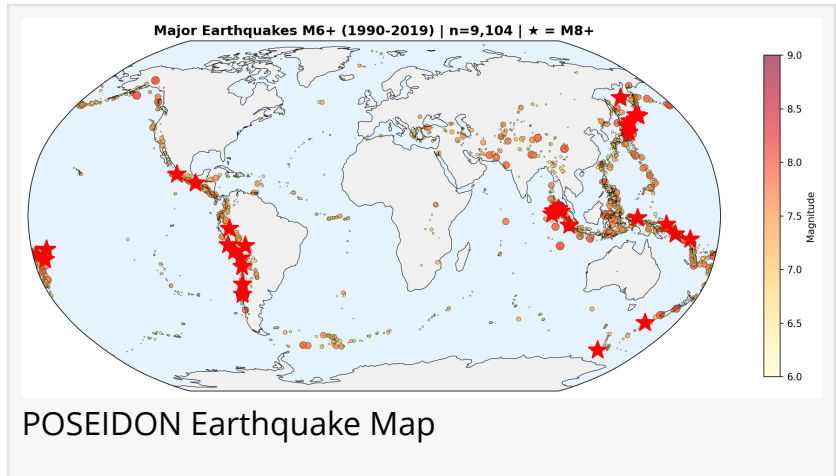 Major Earthquakes M6+ (1990-2019) | n=9,104 | ★ = M8+
9.0
8.5
8.0
7.5
7.0
6.5
6.0
Magnitude
POSEIDON Earthquake Map